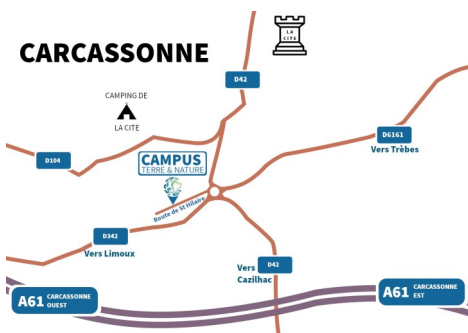 LA
CITE
CARCASSONNE
D42
CAMPING DE
LA CITE
D6161
Vers Trèbes
D104
CAMPUS
TERRE & NATURE
Route de St Hilaire
D342
Vers Limoux
Vers
Cazilhac
D42
A61 CARCASSONNE
OUEST
A61 CARCASSONNE
EST